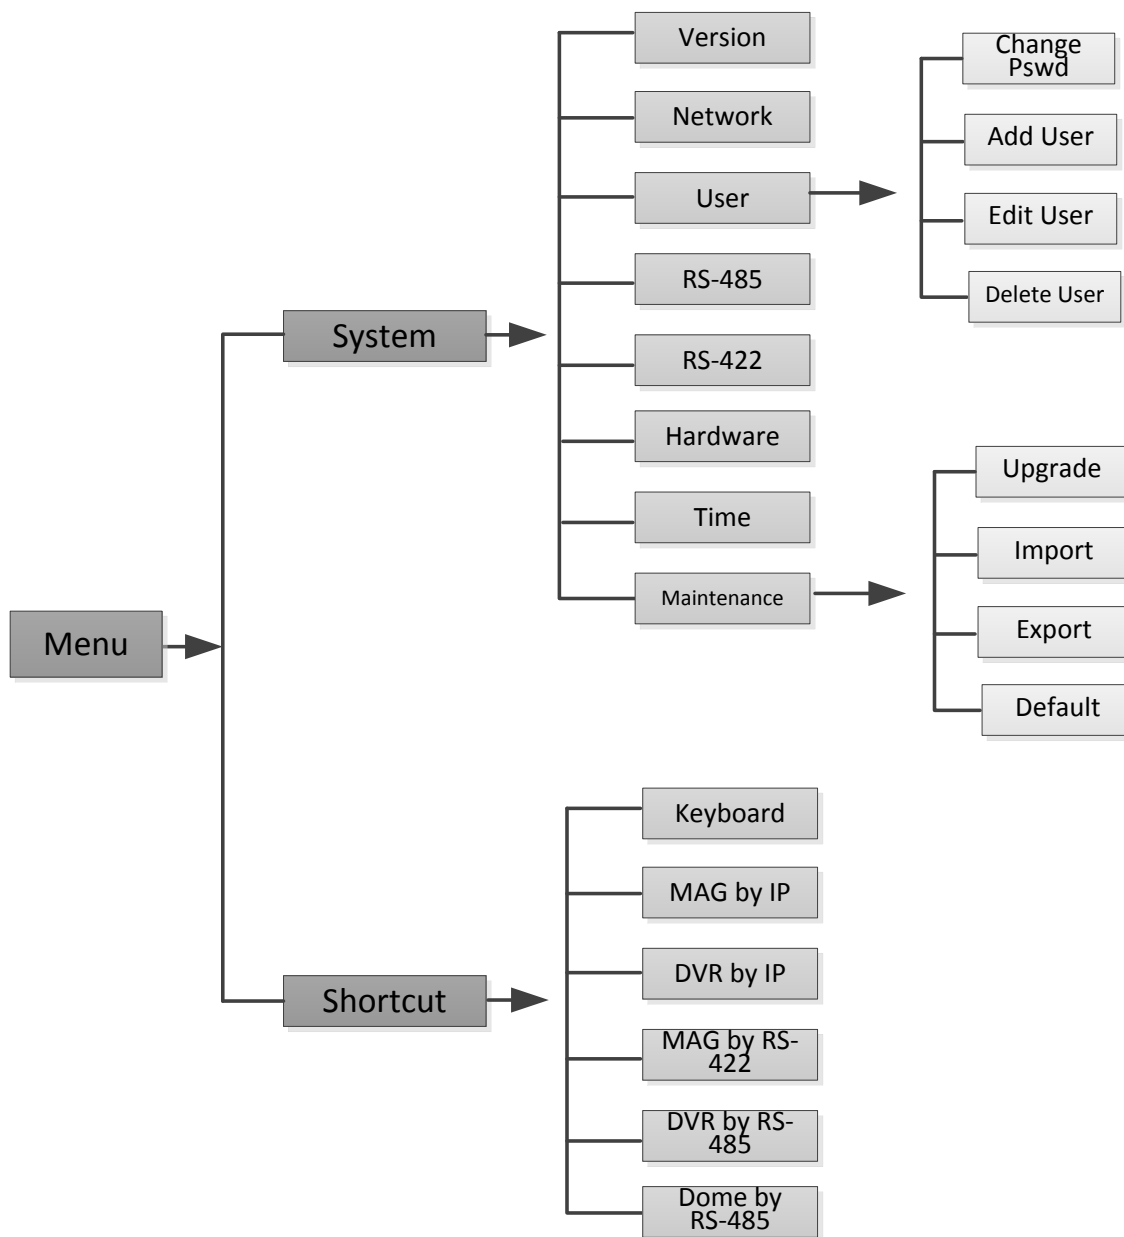 Menu
System
Version
Network
User
RS-485
RS-422
Hardware
Time
Maintenance
Change
Pswd
Add User
Edit User
Delete User
Upgrade
Import
Export
Default
Shortcut
Keyboard
MAG by IP
DVR by IP
MAG by RS-
422
DVR by RS-
485
Dome by
RS-485